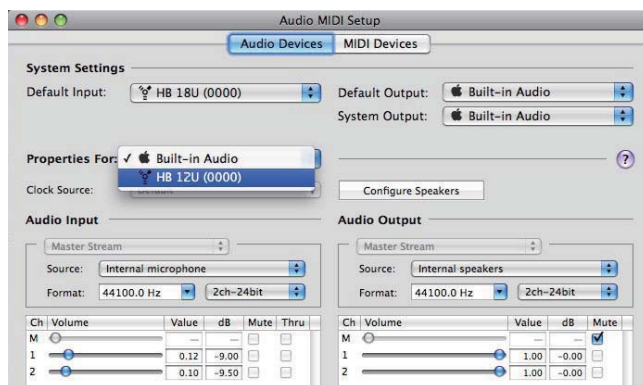 Audio MIDI Setup
Audio Devices MIDI Devices
System Settings
Default Input: HB 18U (0000) Default Output: Built-in Audio
System Output: Built-in Audio
Properties For: ✓ Built-in Audio ?
HB 12U (0000)
Clock Source: Default Configure Speakers
Audio Input Audio Output
Master Stream Master Stream
Source: Internal microphone Source: Internal speakers
Format: 44100.0 Hz 2ch-24bit Format: 44100.0 Hz 2ch-24bit
Ch Volume Value dB Mute Thru Ch Volume Value dB Mute
M — — M — —
1 0.12 -9.00 1 1.00 -0.00
2 0.10 -9.50 2 1.00 -0.00